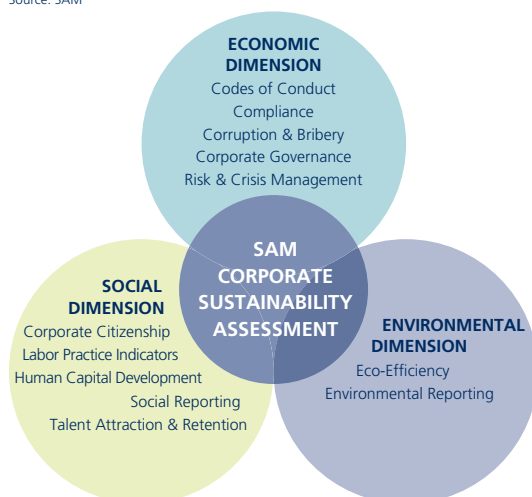 Source: SAM
ECONOMIC
DIMENSION
Codes of Conduct
Compliance
Corruption & Bribery
Corporate Governance
Risk & Crisis Management
SAM
CORPORATE
SUSTAINABILITY
ASSESSMENT
SOCIAL
DIMENSION
Corporate Citizenship
Labor Practice Indicators
Human Capital Development
Social Reporting
Talent Attraction & Retention
ENVIRONMENTAL
DIMENSION
Eco-Efficiency
Environmental Reporting